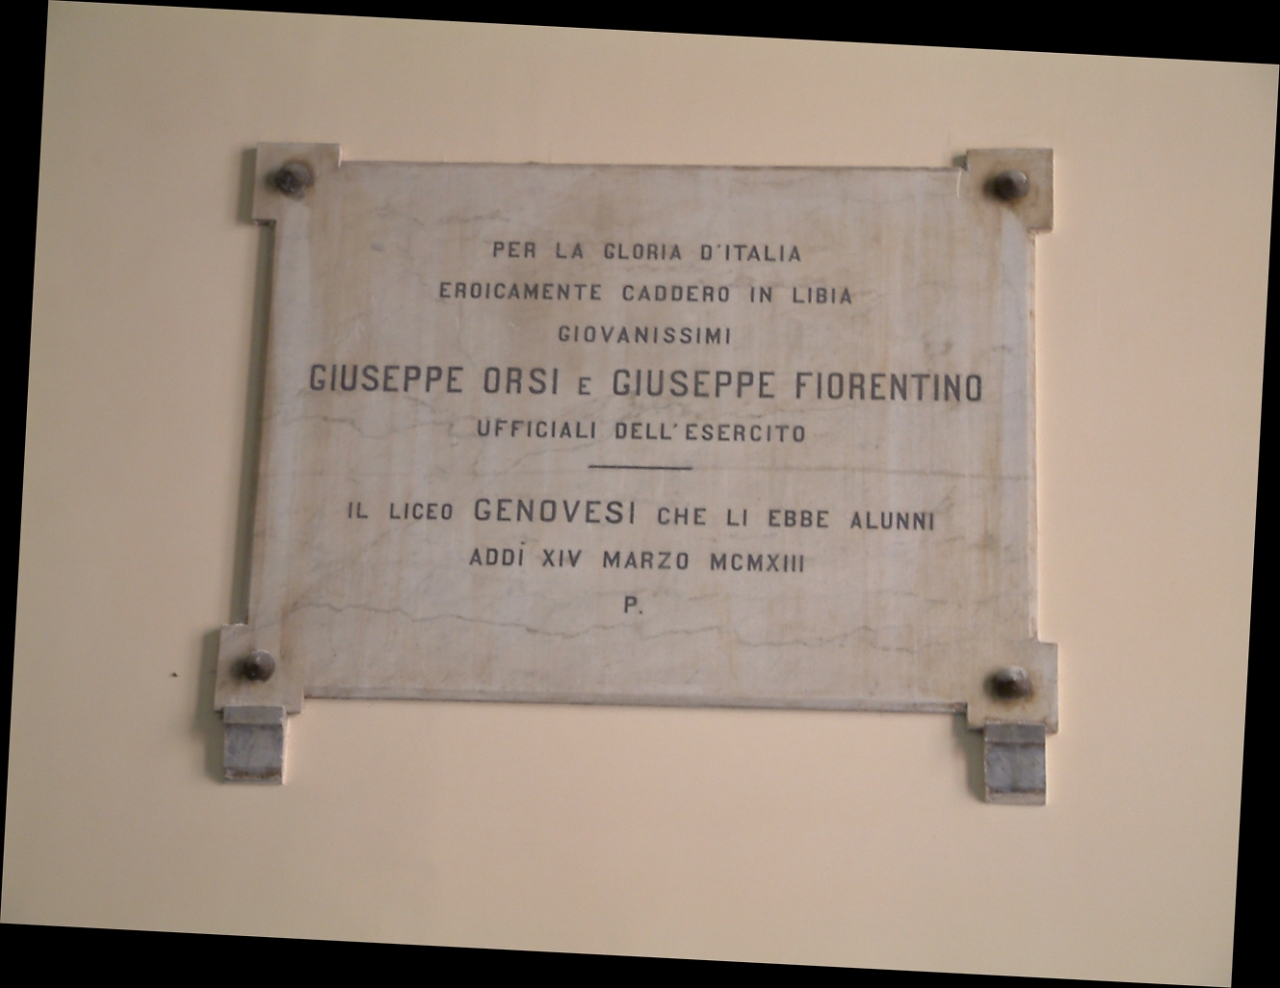 PER LA GLORIA D'ITALIA
EROICAMENTE CADDERO IN LIBIA
GIOVANISSIMI
GIUSEPPE ORSI E GIUSEPPE FIORENTINO
UFFICIALI DELL'ESERCITO
IL LICEO GENOVESI CHE LI EBBE ALUNNI
ADDÌ XIV MARZO MCMXIII
P.